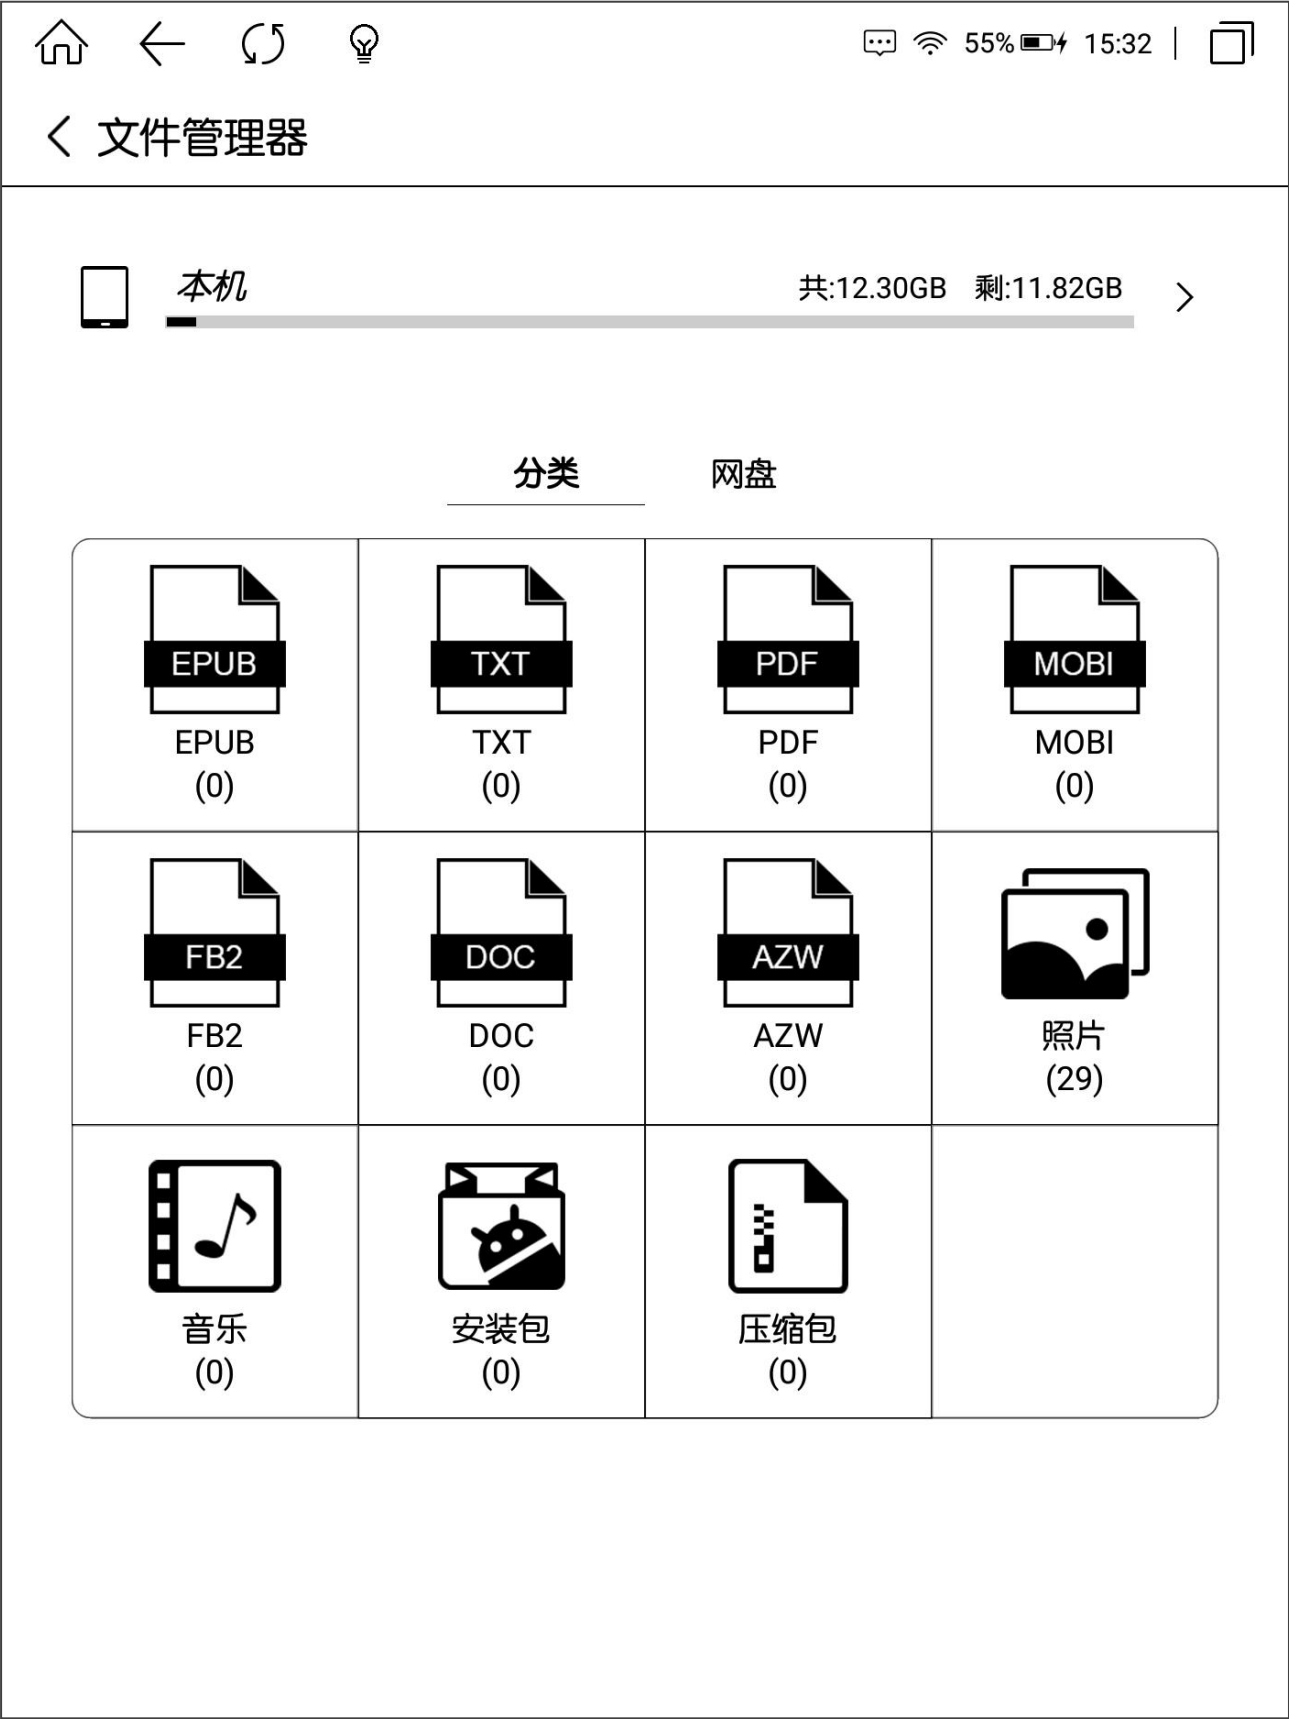 55% 15:32
文件管理器
本机 共:12.30GB 剩:11.82GB
分类 网盘
EPUB TXT PDF MOBI
EPUB TXT PDF MOBI
(0) (0) (0) (0)
FB2 DOC AZW
FB2 DOC AZW 照片
(0) (0) (0) (29)
音乐 安装包 压缩包
(0) (0) (0)